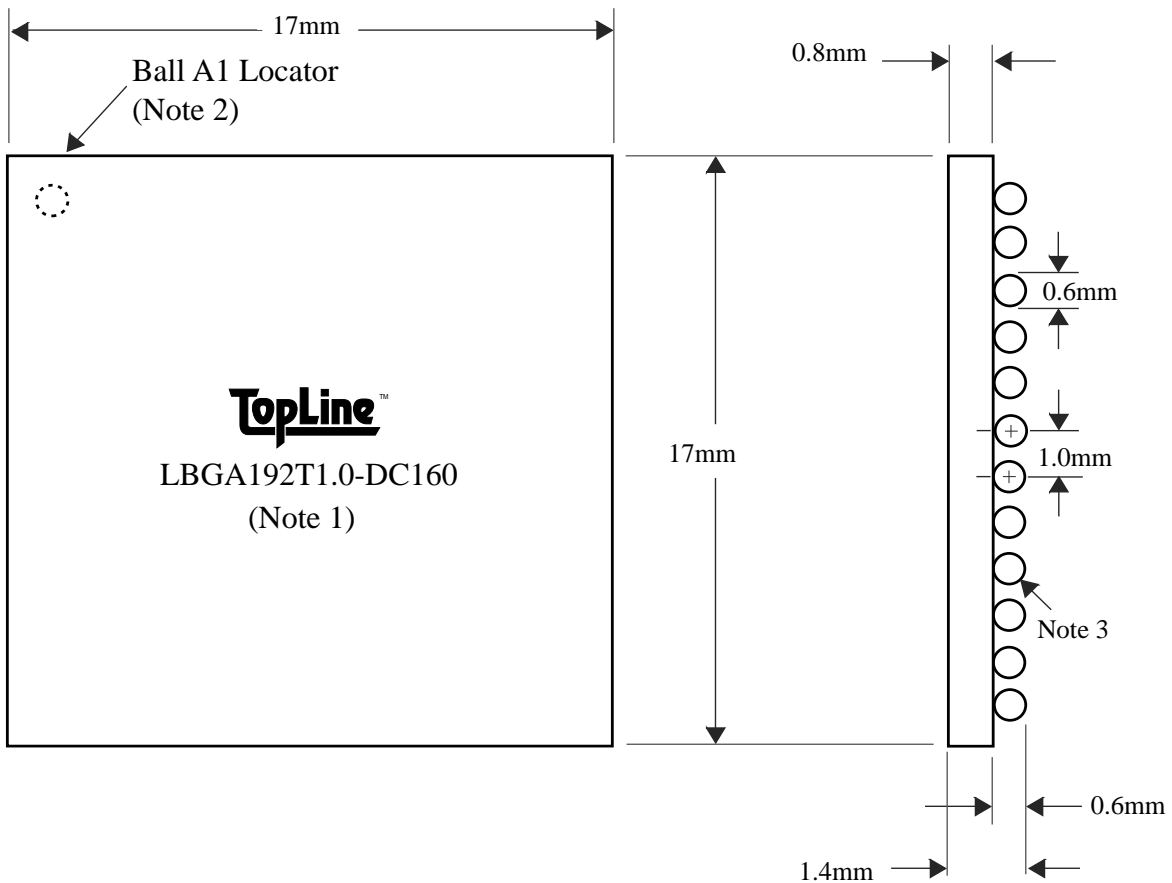 17mm
Ball A1 Locator
(Note 2)
0.8mm
0.6mm
TopLine™
LBGA192T1.0-DC160
(Note 1)
17mm
1.0mm
Note 3
0.6mm
1.4mm